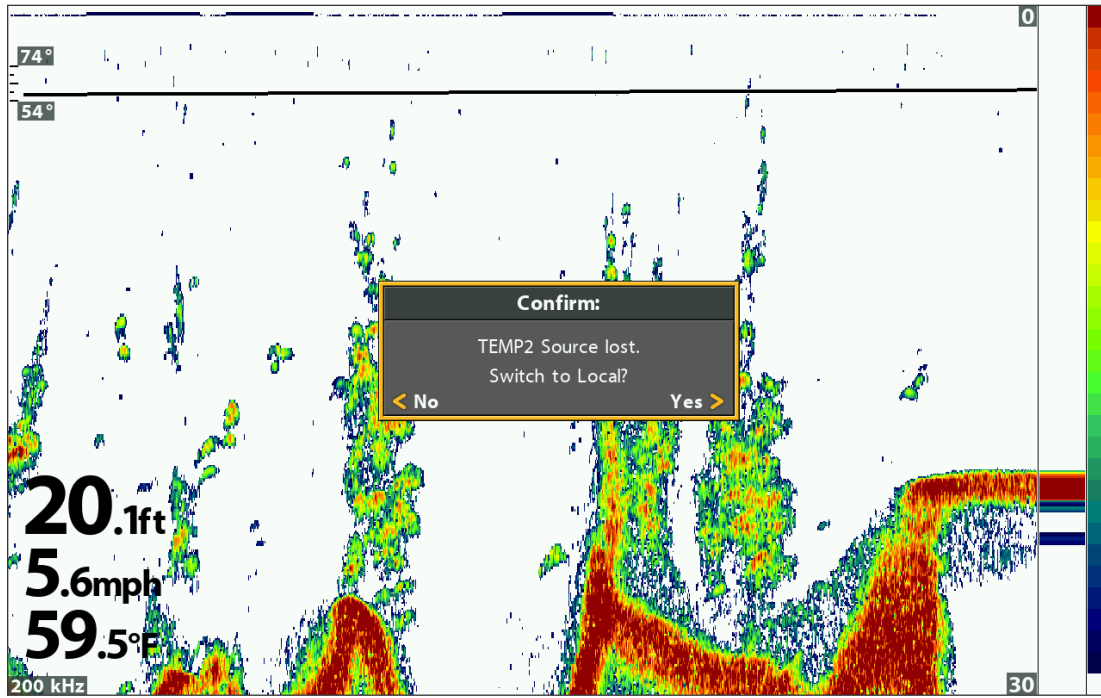 0
74°
54°
Confirm:
TEMP2 Source lost.
Switch to Local?
< No Yes >
20.1ft
5.6mph
59.5°F
200 kHz 30